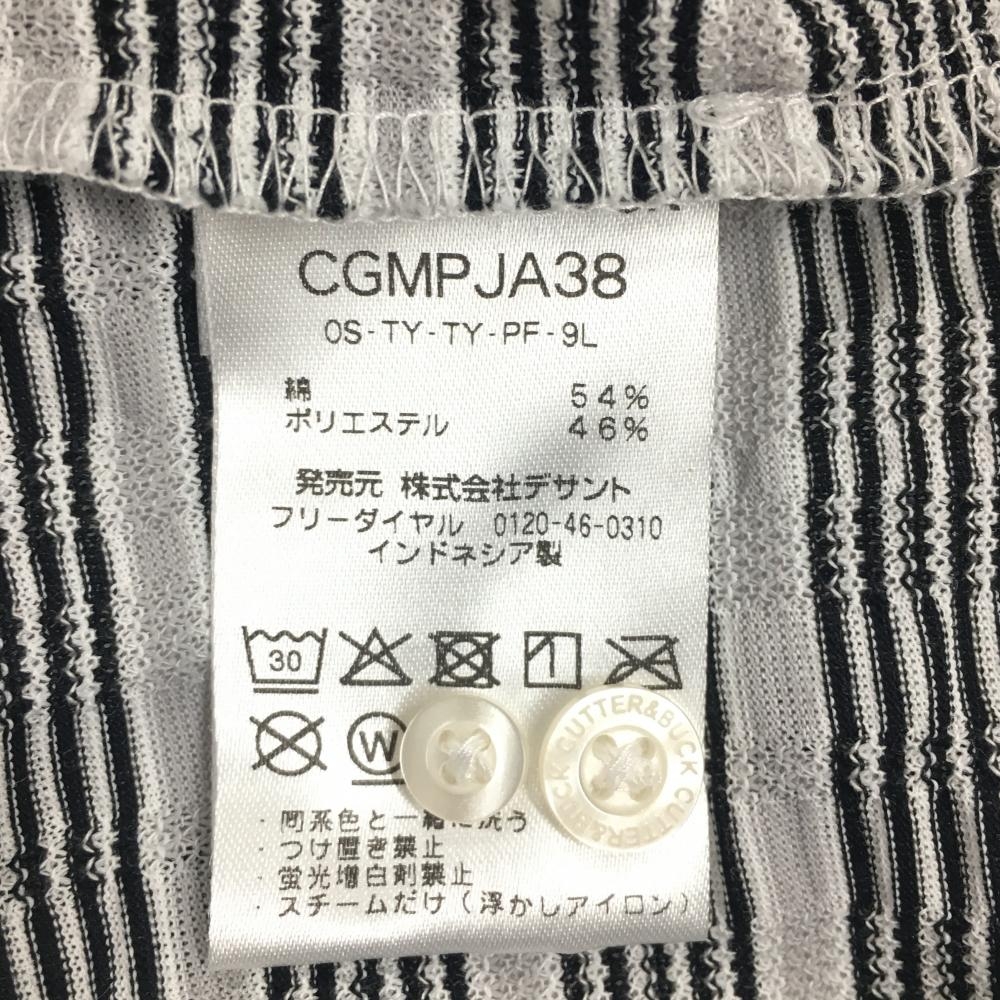 CGMPJA38
OS-TY-TY-PF-9L
綿 54%
ポリエステル 46%
発売元 株式会社デサント
フリーダイヤル 0120-46-0310
インドネシア製
30
W
CUTTER&BUCK CUTTER&BUCK
・同系色と一緒に洗う
・つけ置き禁止
・蛍光増白剤禁止
・スチームだけ(浮かしアイロン)